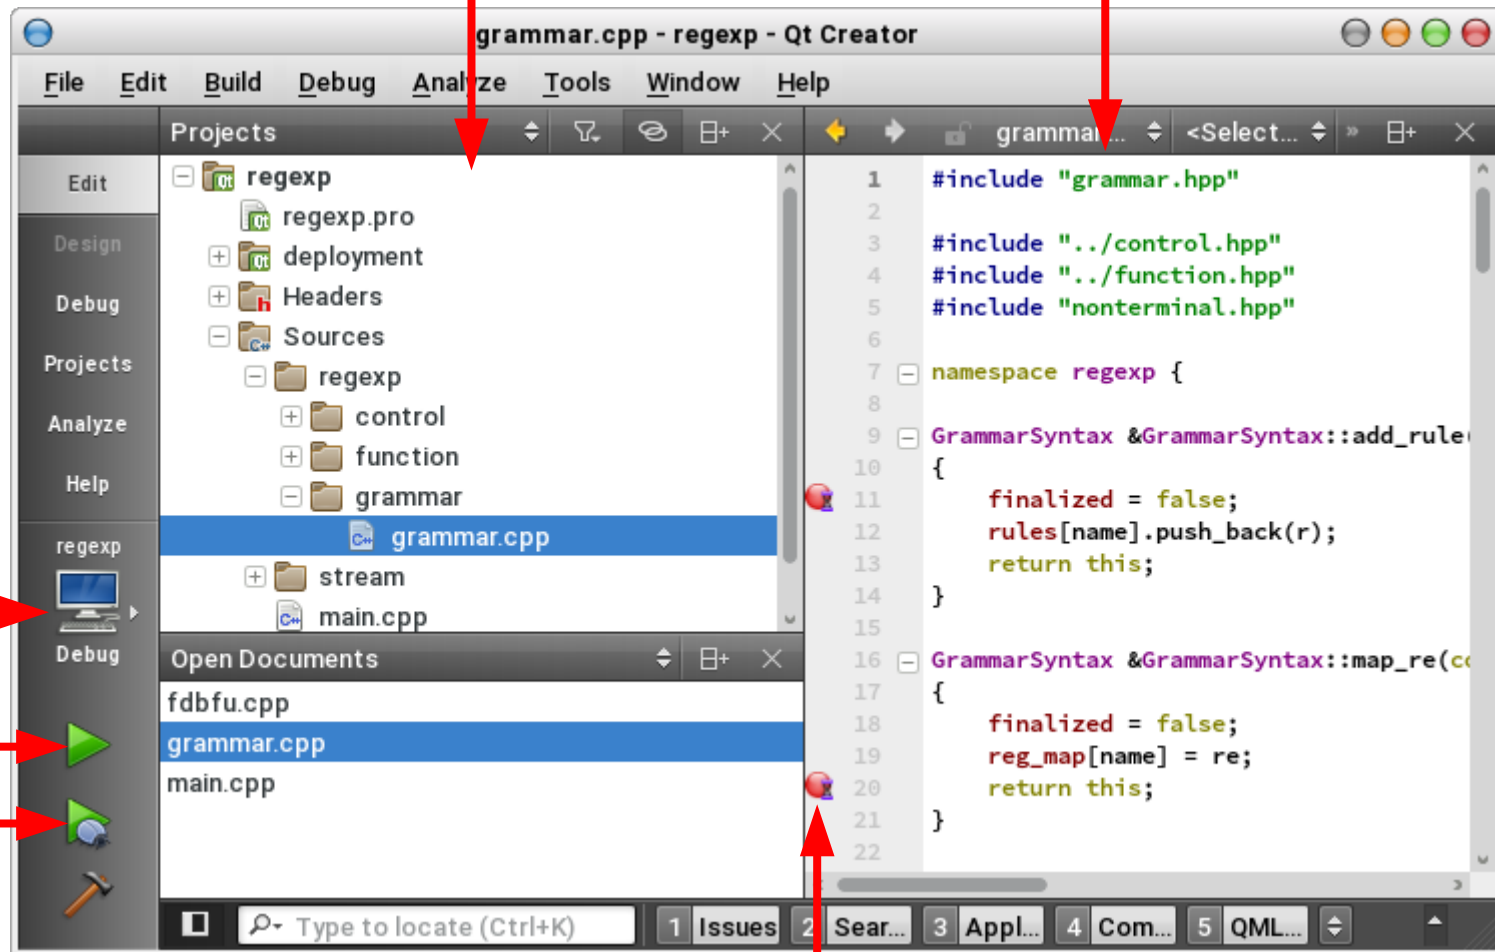 grammar.cpp - regexp - Qt Creator
File Edit Build Debug Analyze Tools Window Help
Projects
grammar... <Select... »
Edit
Design
Debug
Projects
Analyze
Help
regexp
Debug
regexp
regexp.pro
deployment
Headers
Sources
regexp
control
function
grammar
grammar.cpp
stream
main.cpp
Open Documents
fdbfu.cpp
grammar.cpp
main.cpp
1 #include "grammar.hpp"
2
3 #include "../control.hpp"
4 #include "../function.hpp"
5 #include "nonterminal.hpp"
6
7 namespace regexp {
8
9 GrammarSyntax &GrammarSyntax::add_rule(
10 {
11 finalized = false;
12 rules[name].push_back(r);
13 return this;
14 }
15
16 GrammarSyntax &GrammarSyntax::map_re(co
17 {
18 finalized = false;
19 reg_map[name] = re;
20 return this;
21 }
22
Type to locate (Ctrl+K) 1 Issues 2 Sear... 3 Appl... 4 Com... 5 QML...